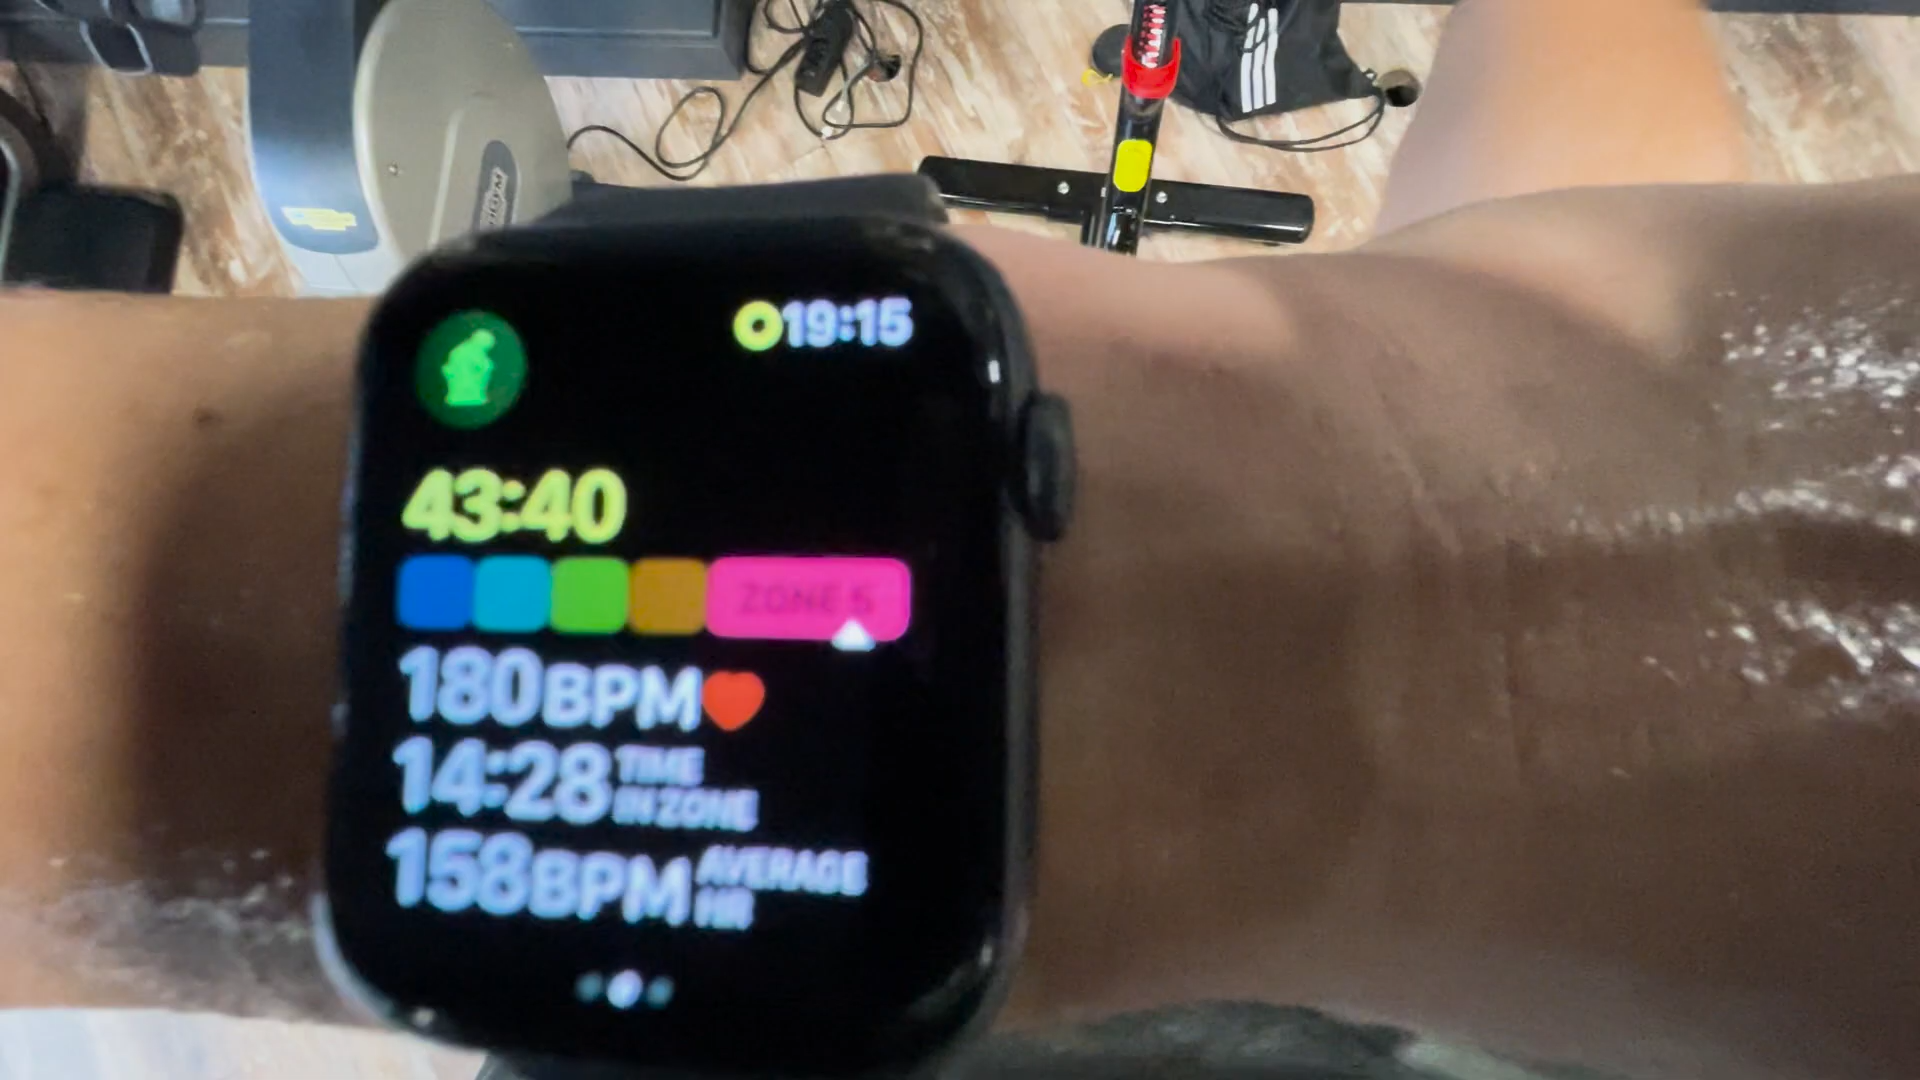 19:15
43:40
ZONE 5
180BPM
14:28 TIME IN ZONE
158BPM AVERAGE HR